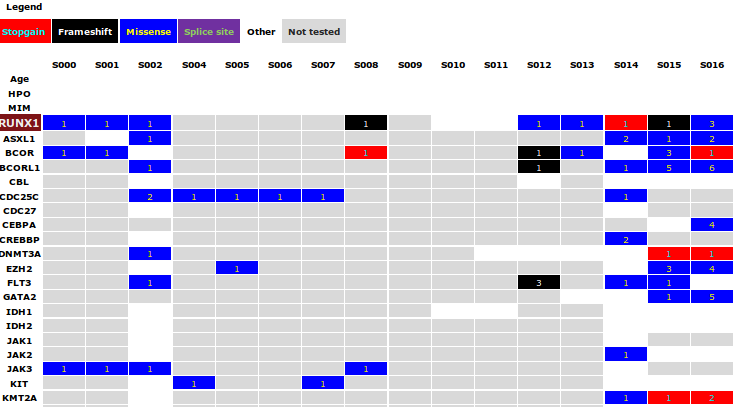 Legend
Stopgain Frameshift Missense Splice site Other Not tested
S000 S001 S002 S004 S005 S006 S007 S008 S009 S010 S011 S012 S013 S014 S015 S016
Age
HPO
MIM
RUNX1 1 1 1 1 1 1 1 1 3
ASXL1 1 2 1 2
BCOR 1 1 1 1 1 3 1
BCORL1 1 1 1 5 6
CBL
CDC25C 2 1 1 1 1 1
CDC27
CEBPA 4
CREBBP 2
DNMT3A 1 1 1
EZH2 1 3 4
FLT3 1 3 1 1
GATA2 1 5
IDH1
IDH2
JAK1
JAK2 1
JAK3 1 1 1 1
KIT 1 1
KMT2A 1 1 2